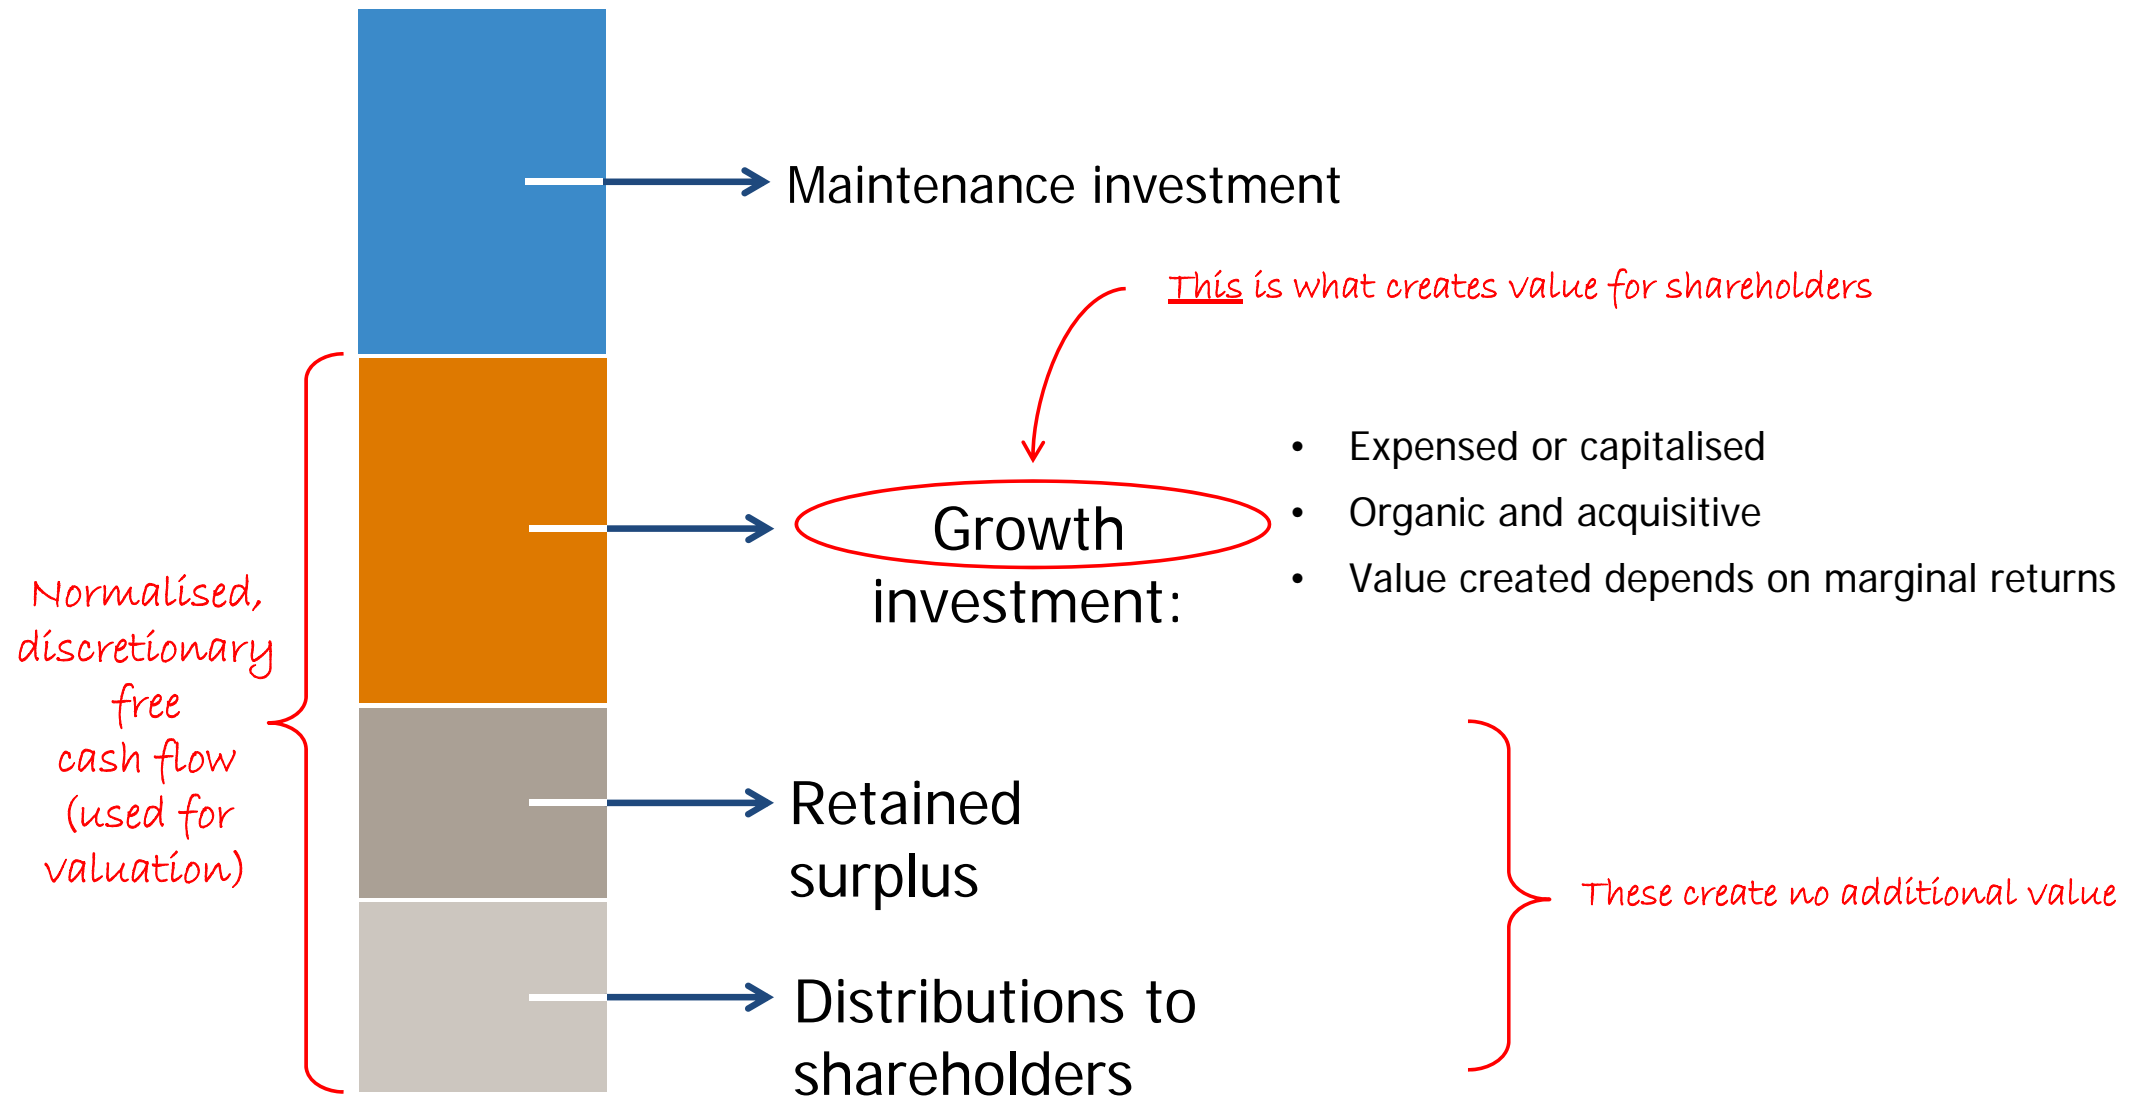 Maintenance investment
This is what creates value for shareholders
• Expensed or capitalised
• Organic and acquisitive
• Value created depends on marginal returns
Growth
investment:
Normalised,
discretionary
free
cash flow
(used for
valuation)
Retained
surplus
These create no additional value
Distributions to
shareholders